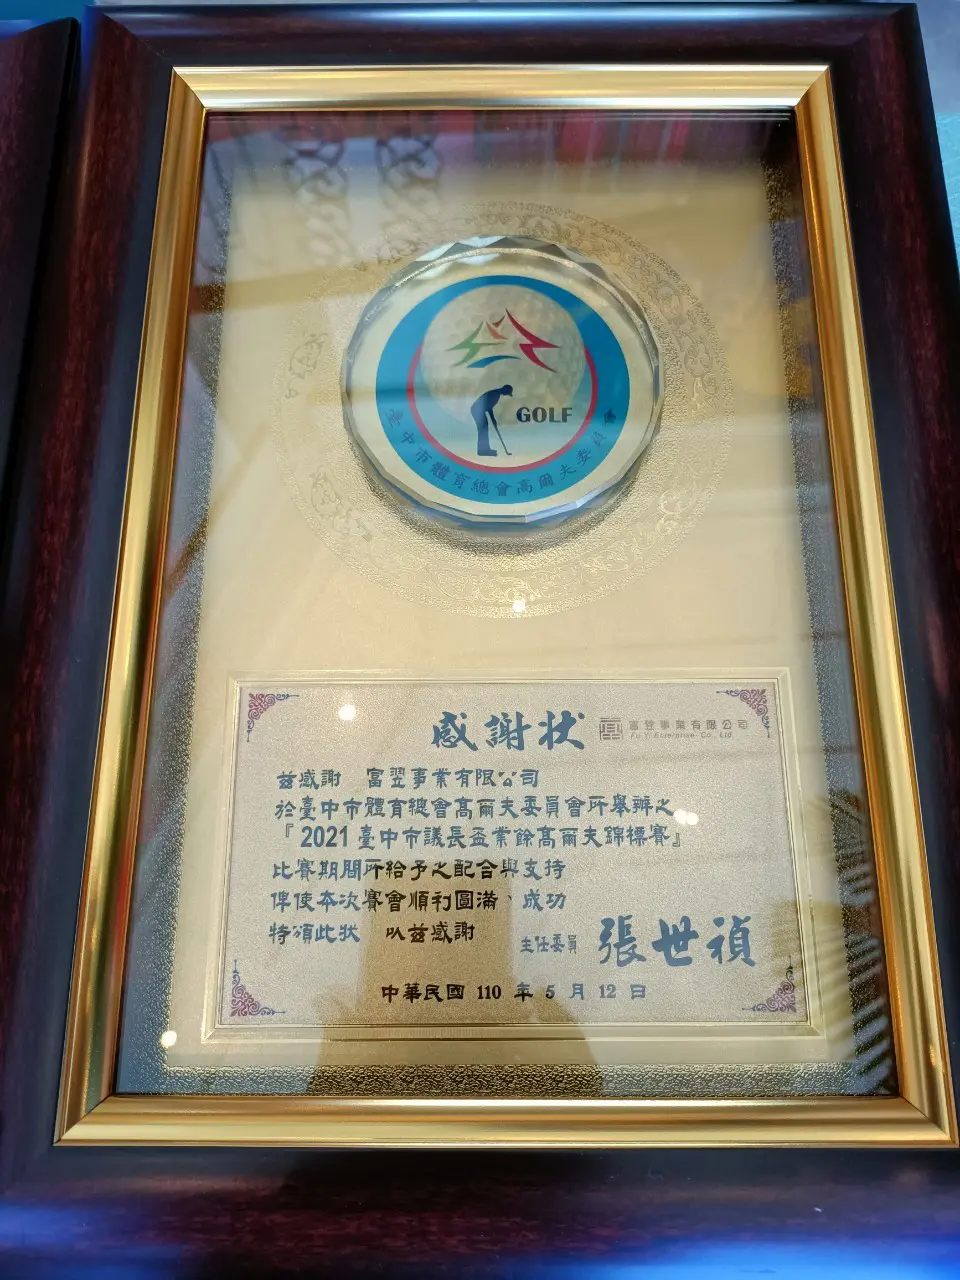 GOLF
臺中市體育總會高爾夫委員會
感謝狀
富翌事業有限公司
Fu Yi Enterprise Co., Ltd
茲感謝 富翌事業有限公司
於臺中市體育總會高爾夫委員會所舉辦之
『2021臺中市議長盃業餘高爾夫錦標賽』
比賽期間所給予之配合與支持
俾使本次賽會順利圓滿、成功
特頒此狀 以茲感謝
主任委員 張世禎
中華民國 110 年 5 月 12 日